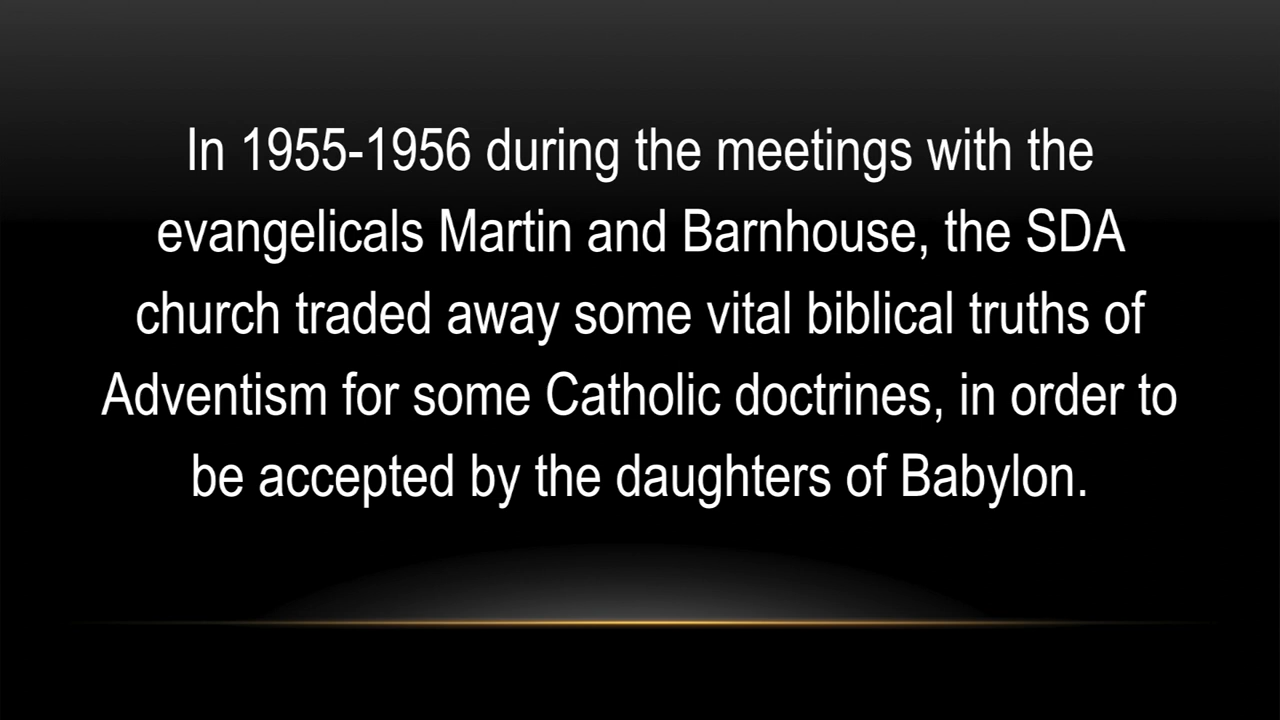 In 1955-1956 during the meetings with the
evangelicals Martin and Barnhouse, the SDA
church traded away some vital biblical truths of
Adventism for some Catholic doctrines, in order to
be accepted by the daughters of Babylon.